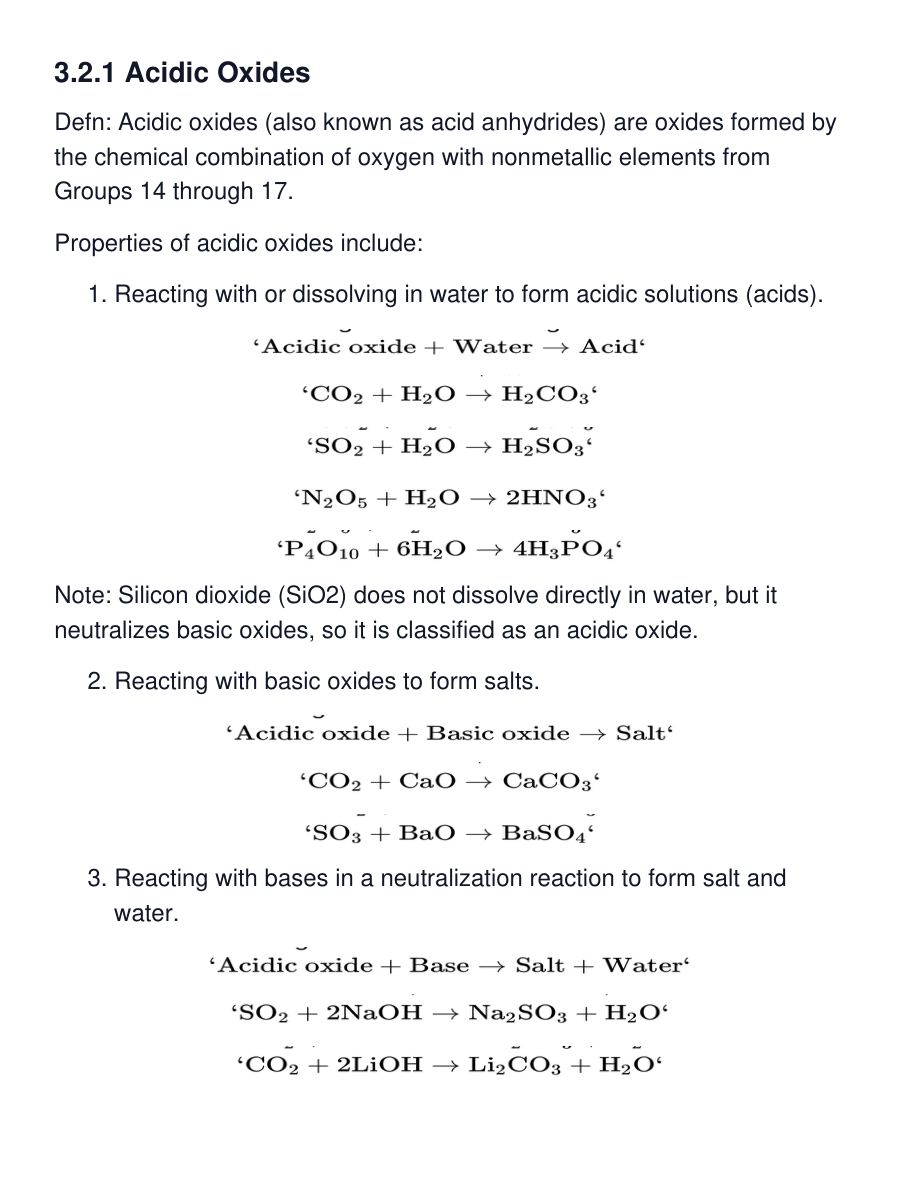 3.2.1 Acidic Oxides
Defn: Acidic oxides (also known as acid anhydrides) are oxides formed by
the chemical combination of oxygen with nonmetallic elements from
Groups 14 through 17.
Properties of acidic oxides include:
1. Reacting with or dissolving in water to form acidic solutions (acids).
‘Acidic oxide + Water → Acid‘
‘CO₂ + H₂O → H₂CO₃‘
‘SO₂ + H₂O → H₂SO₃‘
‘N₂O₅ + H₂O → 2HNO₃‘
‘P₄O₁₀ + 6H₂O → 4H₃PO₄‘
Note: Silicon dioxide (SiO2) does not dissolve directly in water, but it
neutralizes basic oxides, so it is classified as an acidic oxide.
2. Reacting with basic oxides to form salts.
‘Acidic oxide + Basic oxide → Salt‘
‘CO₂ + CaO → CaCO₃‘
‘SO₃ + BaO → BaSO₄‘
3. Reacting with bases in a neutralization reaction to form salt and
water.
‘Acidic oxide + Base → Salt + Water‘
‘SO₂ + 2NaOH → Na₂SO₃ + H₂O‘
‘CO₂ + 2LiOH → Li₂CO₃ + H₂O‘